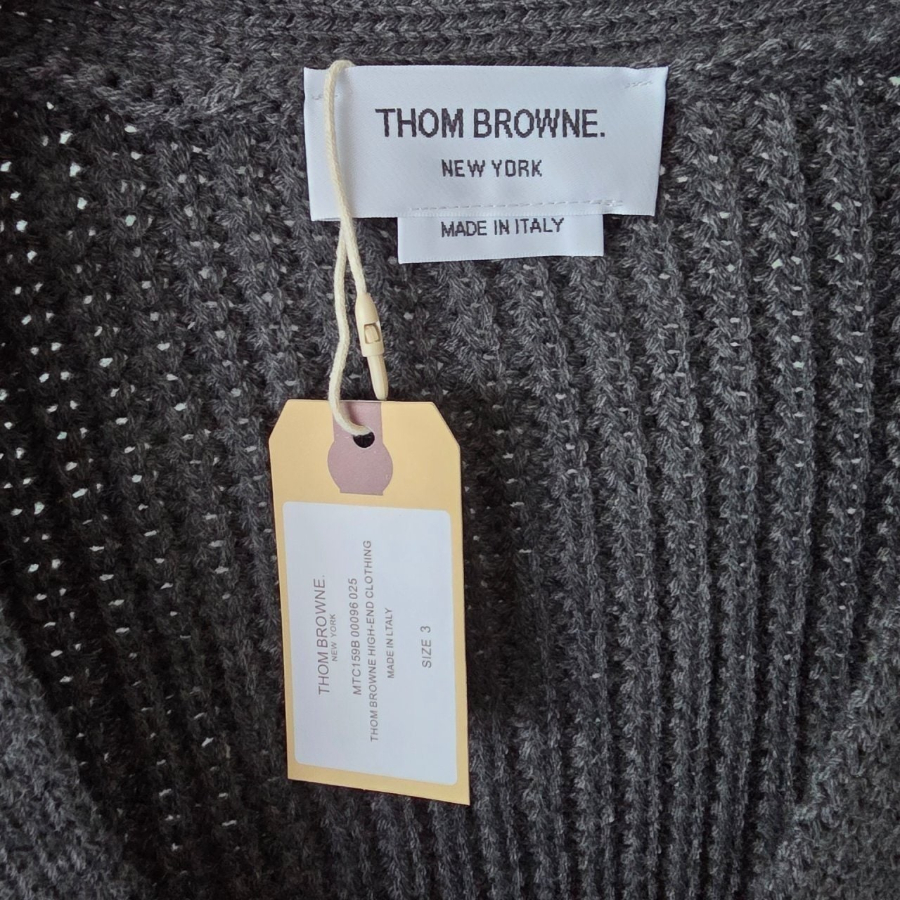 THOM BROWNE.
NEW YORK
MADE IN ITALY
THOM BROWNE.
NEW YORK
MTC159B 00096 025
THOM BROWNE HIGH-END CLOTHING
MADE IN LTALY
SIZE 3